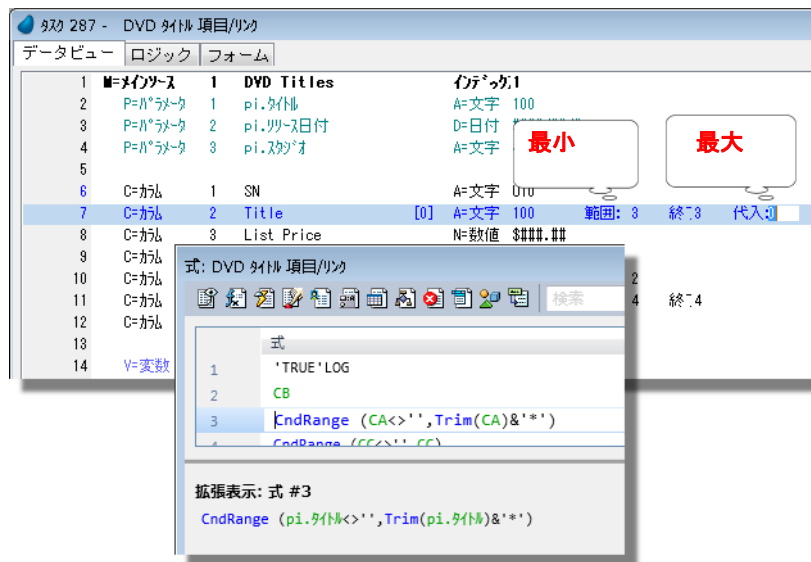 タスク 287 - DVD タイトル 項目/リンク
データビュー ロジック フォーム
1 M=メインソース 1 DVD Titles インデックス:1
2 P=パラメータ 1 pi.タイトル A=文字 100
3 P=パラメータ 2 pi.リリース日付 D=日付
4 P=パラメータ 3 pi.スタジオ A=文字
最小 最大
5
6 C=カラム 1 SN A=文字 U10
7 C=カラム 2 Title [0] A=文字 100 範囲: 3 終了3 代入:0
8 C=カラム 3 List Price N=数値 $###.##
9 C=カラム
10 C=カラム 2
11 C=カラム 4 終了4
12 C=カラム
13
14 V=変数
式: DVD タイトル 項目/リンク
検索
式
1 'TRUE'LOG
2 CB
3 CndRange (CA<>'',Trim(CA)&'*')
4 CndRange (CC<>'',CC)
拡張表示: 式 #3
CndRange (pi.タイトル<>'',Trim(pi.タイトル)&'*')